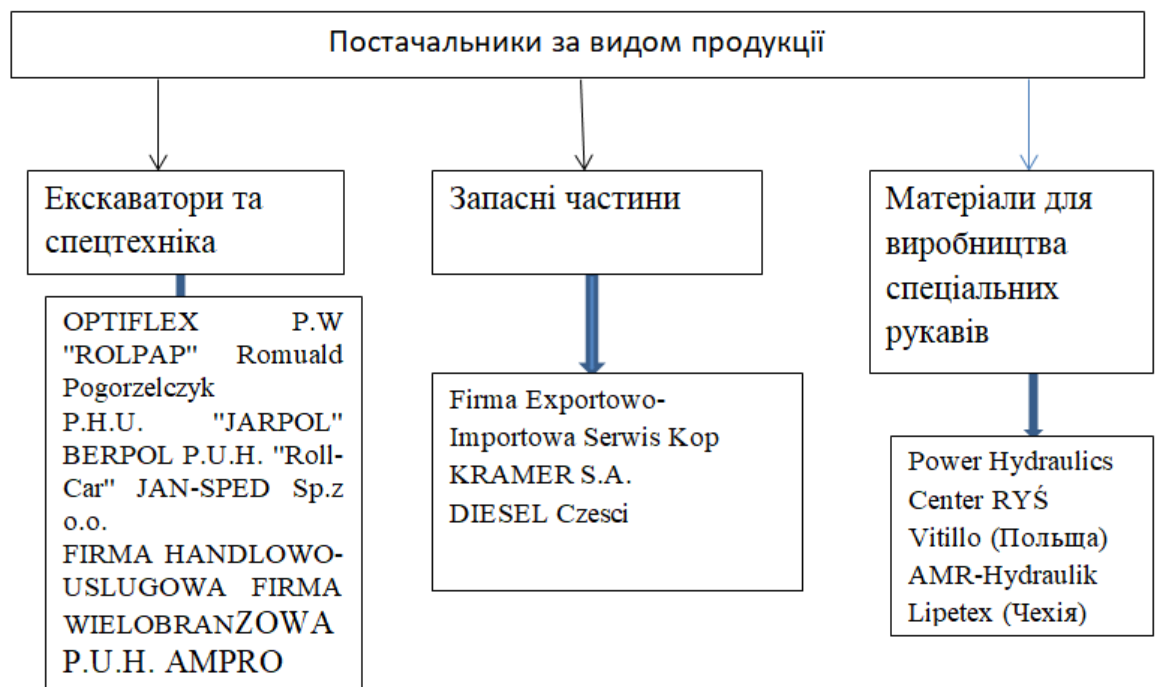 Постачальники за видом продукції
Екскаватори та
спецтехніка
OPTIFLEX P.W
"ROLPAP" Romuald
Pogorzelczyk
P.H.U. "JARPOL"
BERPOL P.U.H. "Roll-
Car" JAN-SPED Sp.z
o.o.
FIRMA HANDLOWO-
USLUGOWA FIRMA
WIELOBRANZOWA
P.U.H. AMPRO
Запасні частини
Firma Exportowo-
Importowa Serwis Kop
KRAMER S.A.
DIESEL Czesci
Матеріали для
виробництва
спеціальних
рукавів
Power Hydraulics
Center RYŚ
Vitillo (Польща)
AMR-Hydraulik
Lipetex (Чехія)